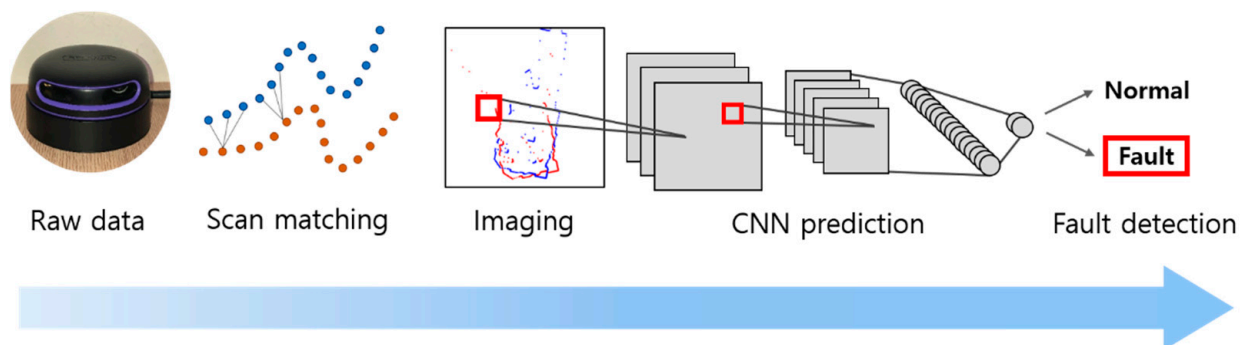 Normal
Fault
Raw data
Scan matching
Imaging
CNN prediction
Fault detection